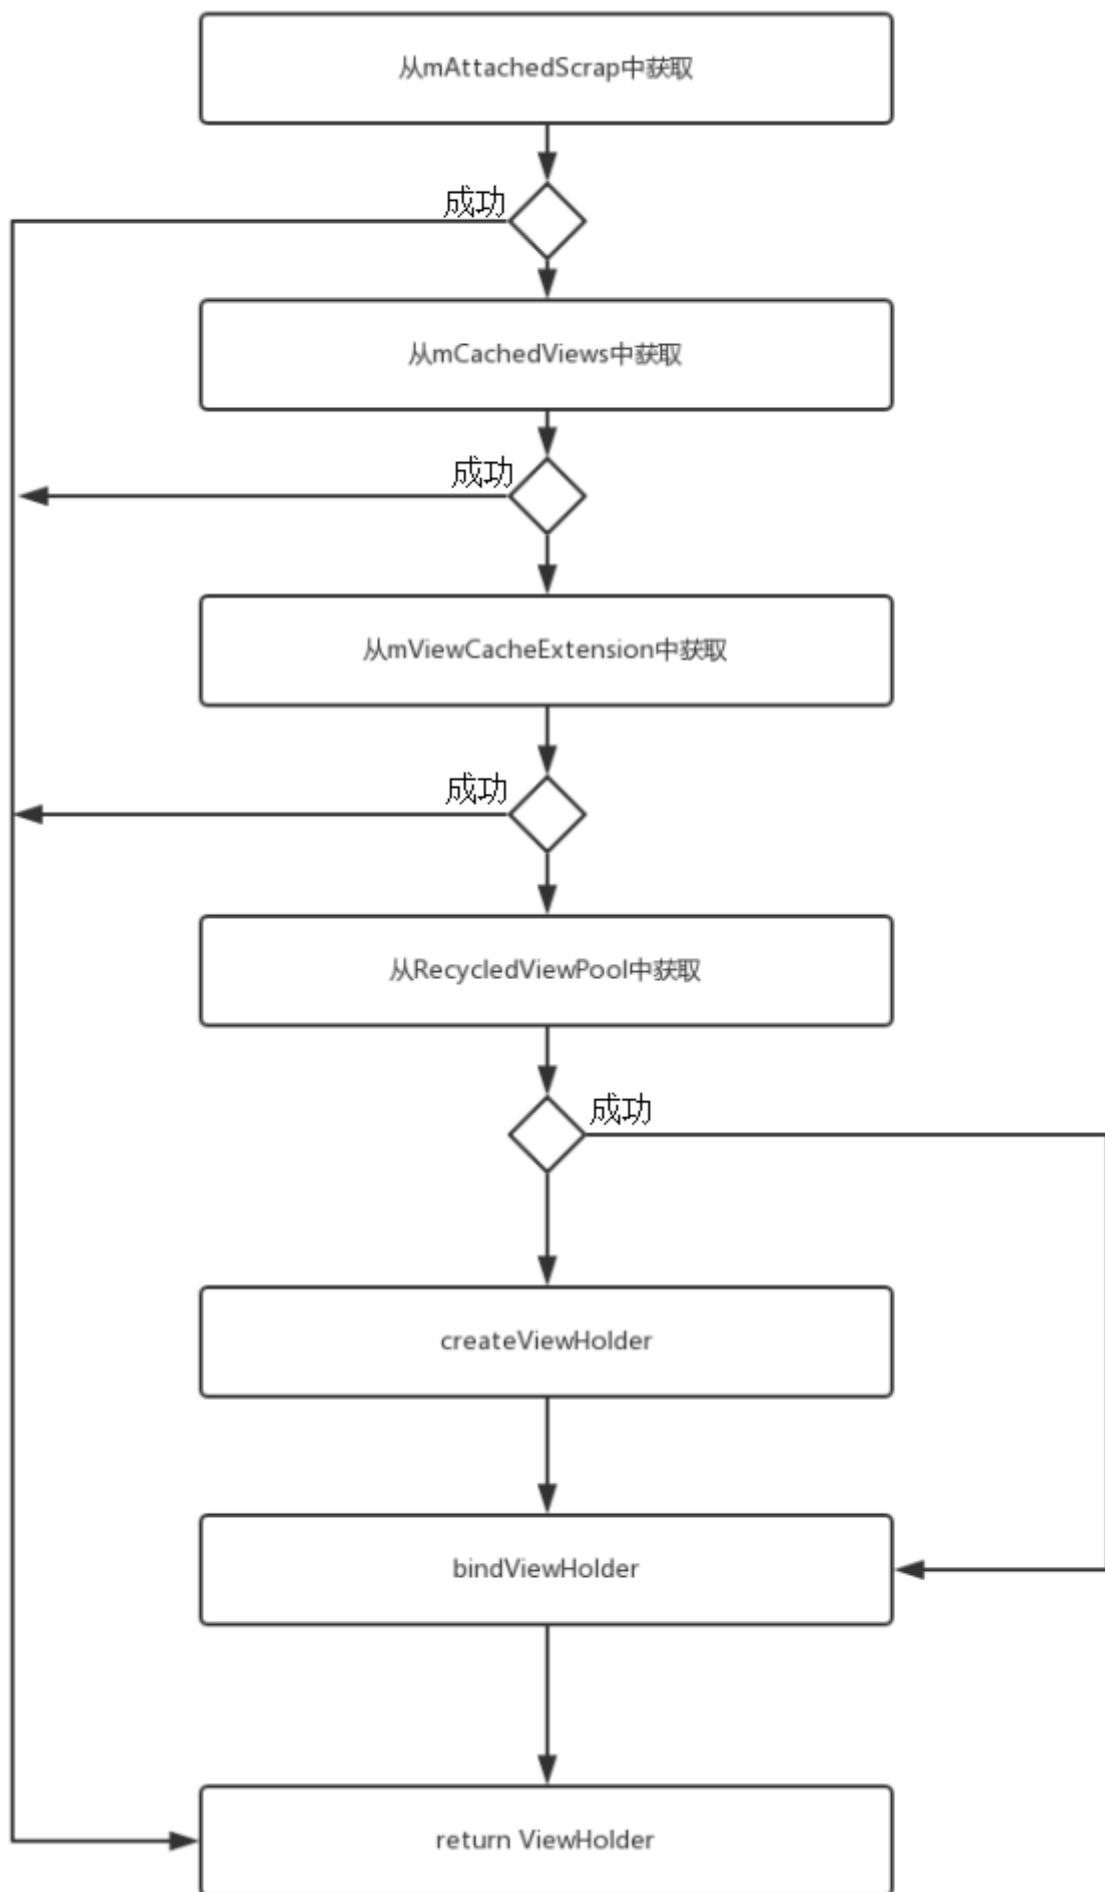 从mAttachedScrap中获取
成功
从mCachedViews中获取
成功
从mViewCacheExtension中获取
成功
从RecycledViewPool中获取
成功
createViewHolder
bindViewHolder
return ViewHolder